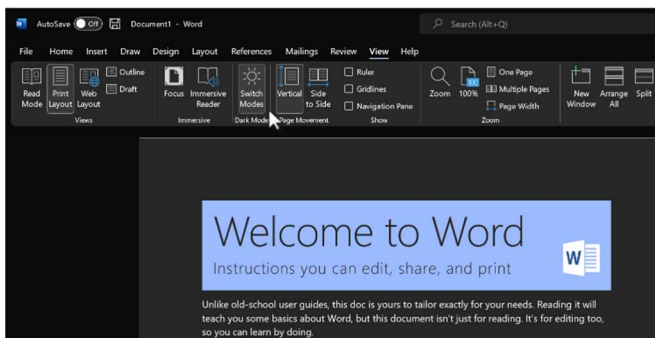 AutoSave Off Document1 - Word Search (Alt+Q)
File Home Insert Draw Design Layout References Mailings Review View Help
Read Mode Print Layout Web Layout Outline Draft Focus Immersive Reader Switch Modes Vertical Side to Side Ruler Gridlines Navigation Pane Zoom 100% One Page Multiple Pages Page Width New Window Arrange All Split
Views Immersive Dark Mode Page Movement Show Zoom
Welcome to Word
Instructions you can edit, share, and print
W
Unlike old-school user guides, this doc is yours to tailor exactly for your needs. Reading it will
teach you some basics about Word, but this document isn't just for reading. It's for editing too,
so you can learn by doing.